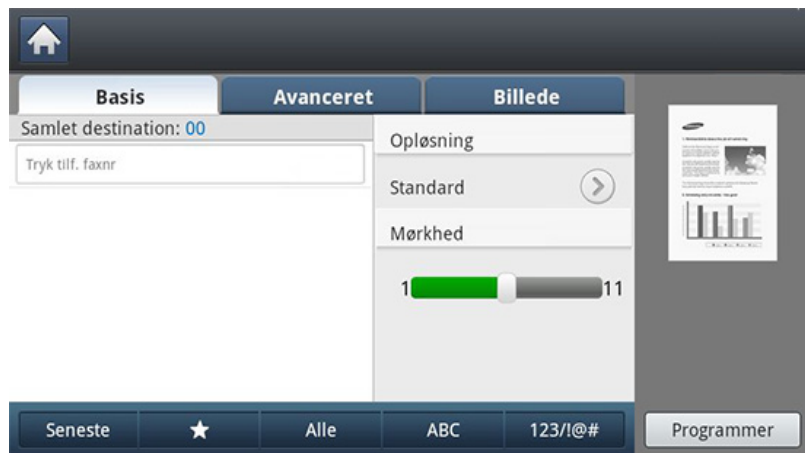 Basis
Avanceret
Billede
Samlet destination: 00
Tryk tilf. faxnr
Opløsning
Standard
Mørkhed
1
11
Seneste
Alle
ABC
123/!@#
Programmer